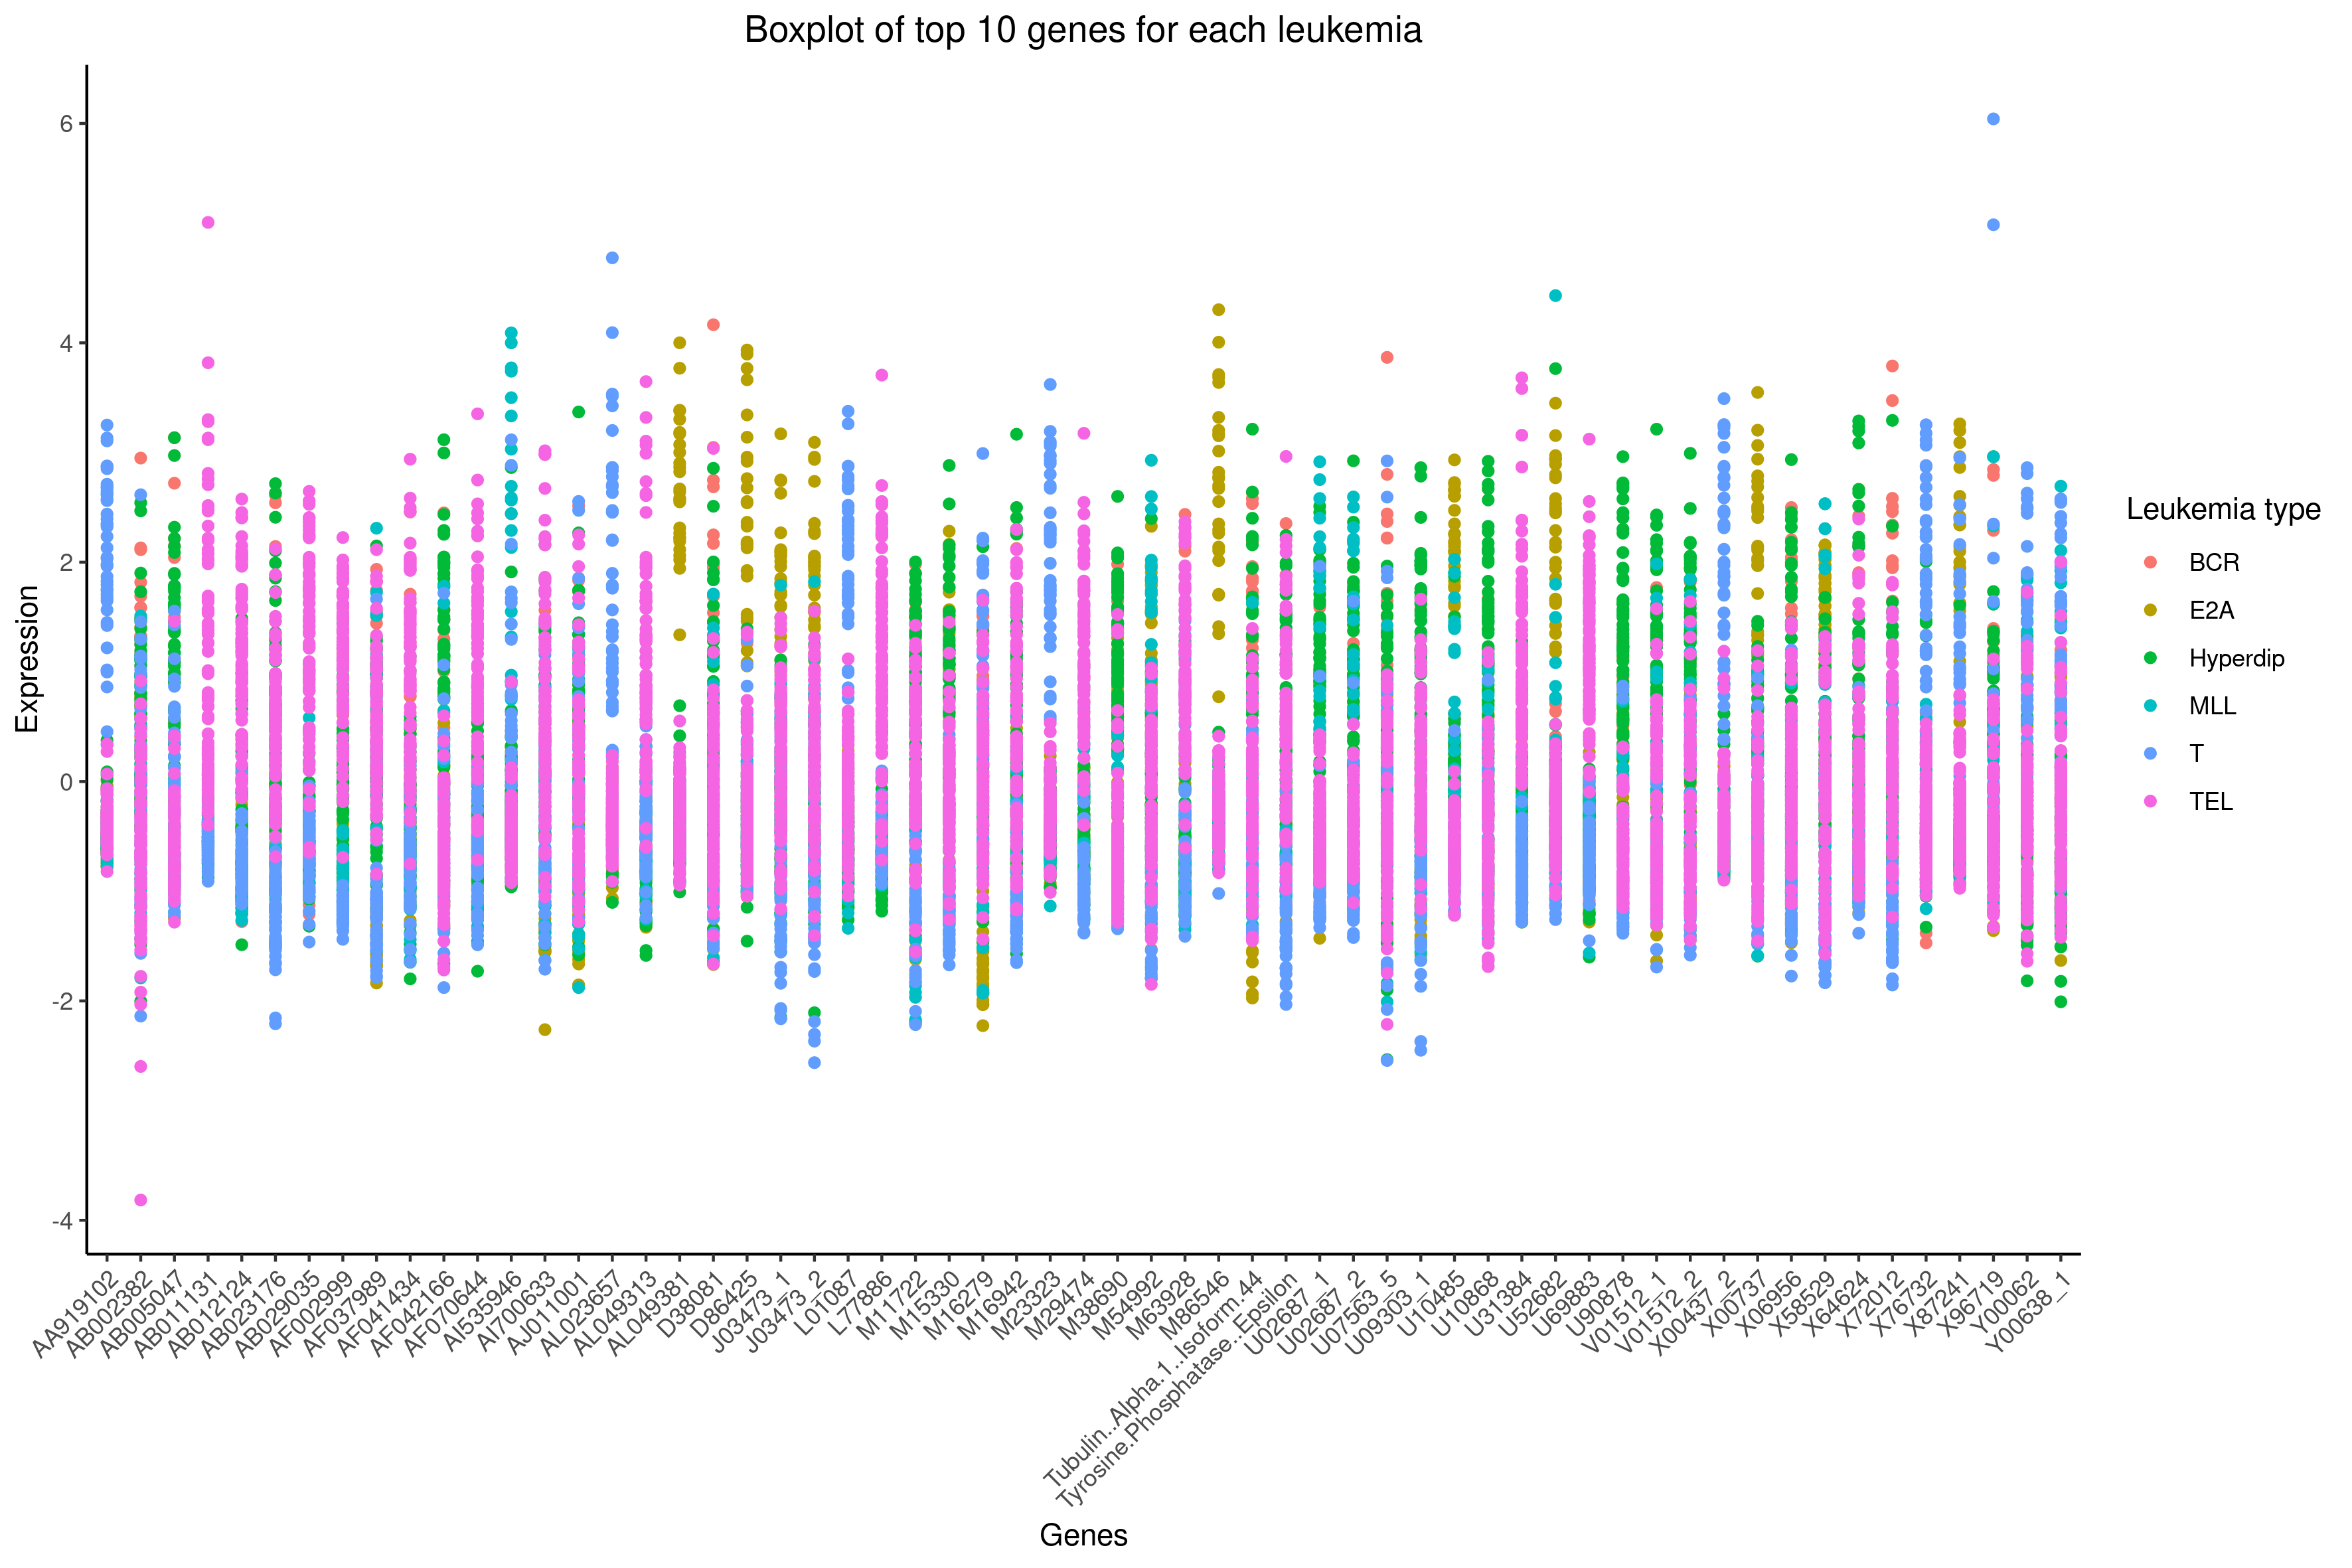 Boxplot of top 10 genes for each leukemia
Expression
6
4
2
0
-2
-4
AA919102
AB002382
AB005047
AB011131
AB012124
AB023176
AB029035
AF002999
AF037989
AF041434
AF042166
AF070644
AI535946
AI700633
AJ011001
AL023657
AL049313
AL049381
D38081
D86425
J03473_1
J03473_2
L01087
L77886
M11722
M15330
M16279
M16942
M23323
M29474
M38690
M54992
M63928
M86546
Tubulin..Alpha.1..Isoform.44
Tyrosine.Phosphatase..Epsilon
U02687_1
U02687_2
U07563_5
U09303_1
U10485
U10868
U31384
U52682
U69883
U90878
V01512_1
V01512_2
X00437_2
X00737
X06956
X58529
X64624
X72012
X76732
X87241
X96719
Y00062
Y00638_1
Genes
Leukemia type
BCR
E2A
Hyperdip
MLL
T
TEL